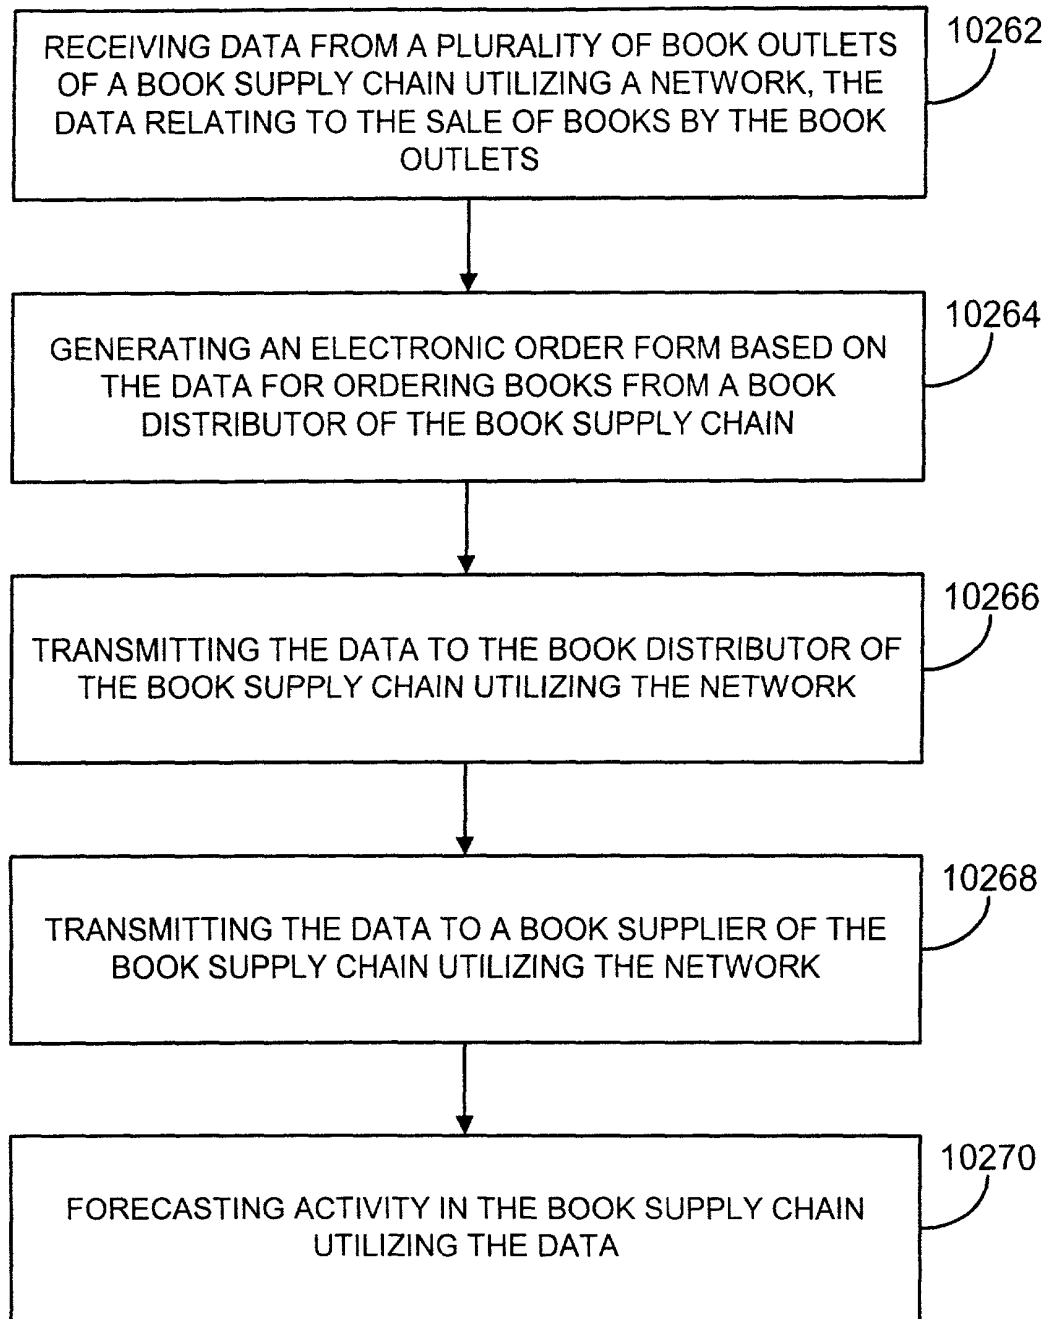 RECEIVING DATA FROM A PLURALITY OF BOOK OUTLETS
OF A BOOK SUPPLY CHAIN UTILIZING A NETWORK, THE
DATA RELATING TO THE SALE OF BOOKS BY THE BOOK
OUTLETS
10262
GENERATING AN ELECTRONIC ORDER FORM BASED ON
THE DATA FOR ORDERING BOOKS FROM A BOOK
DISTRIBUTOR OF THE BOOK SUPPLY CHAIN
10264
TRANSMITTING THE DATA TO THE BOOK DISTRIBUTOR OF
THE BOOK SUPPLY CHAIN UTILIZING THE NETWORK
10266
TRANSMITTING THE DATA TO A BOOK SUPPLIER OF THE
BOOK SUPPLY CHAIN UTILIZING THE NETWORK
10268
FORECASTING ACTIVITY IN THE BOOK SUPPLY CHAIN
UTILIZING THE DATA
10270